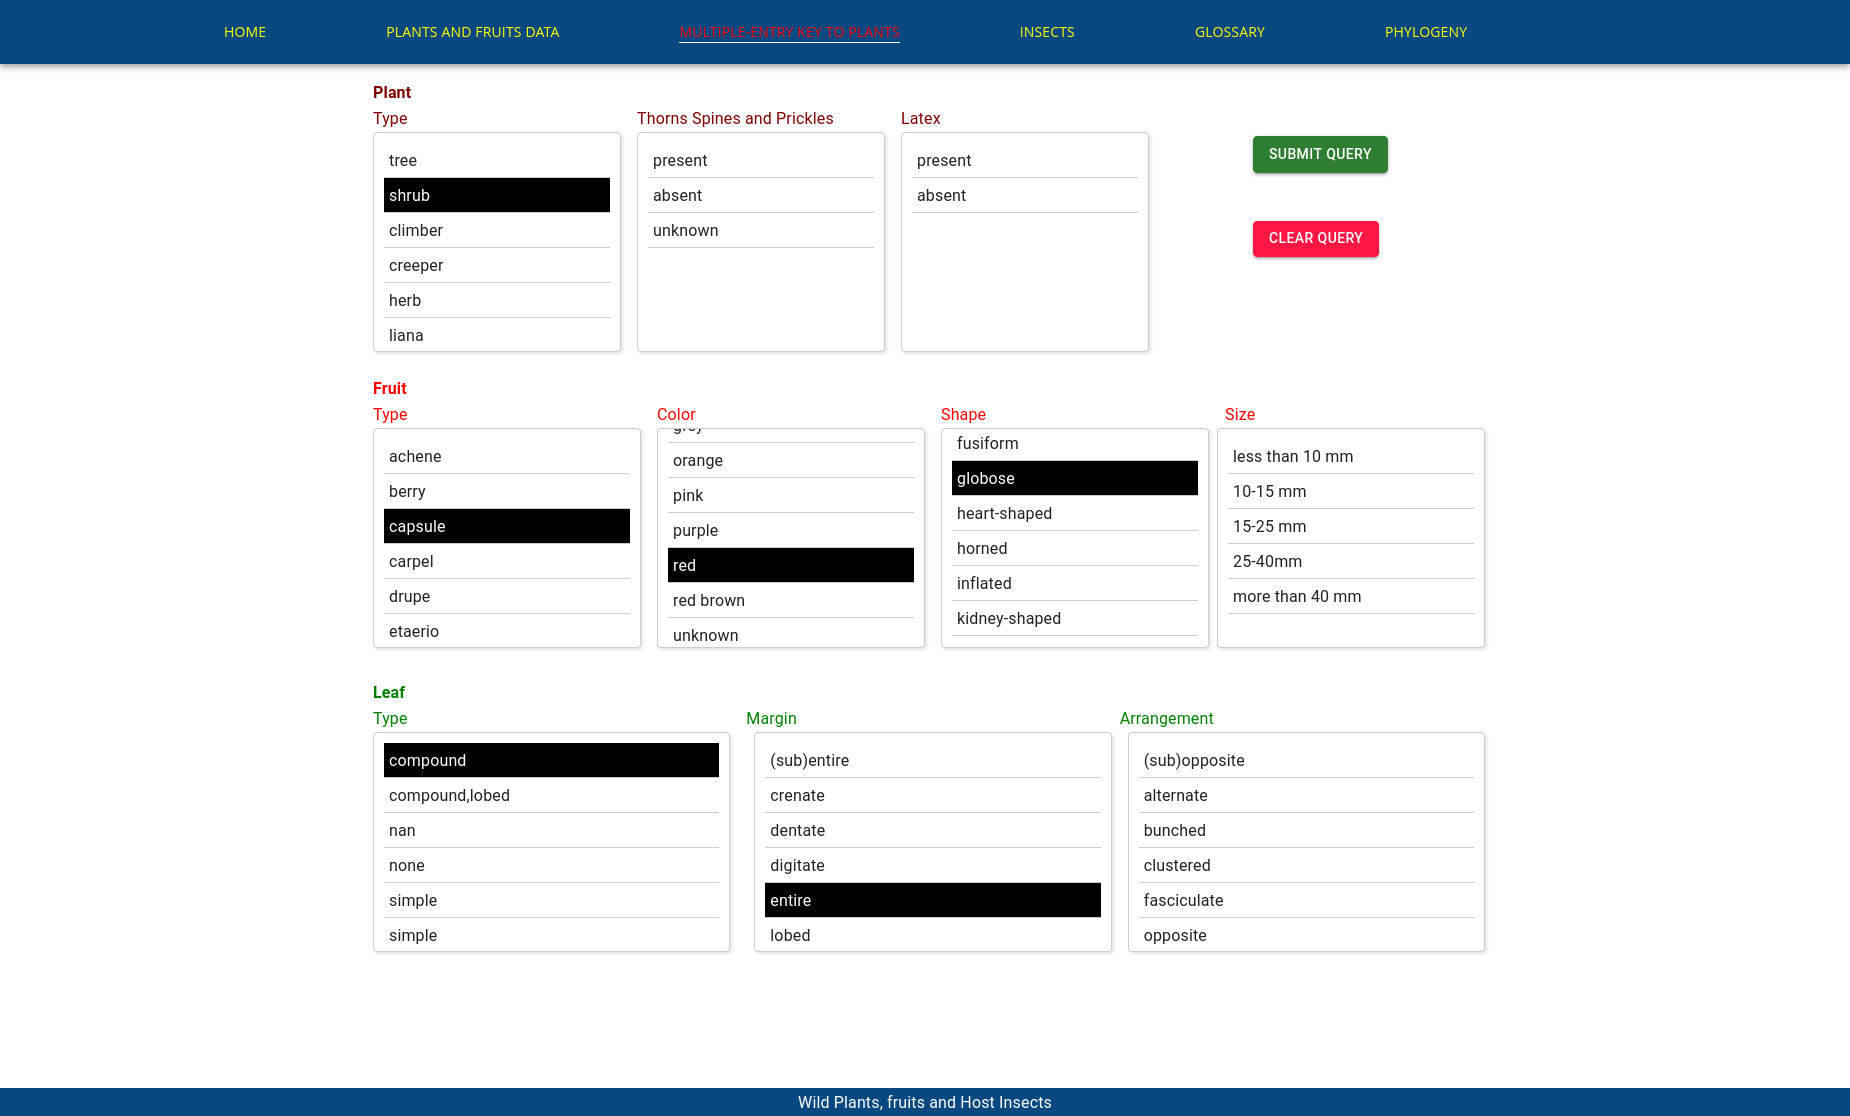 HOME PLANTS AND FRUITS DATA MULTIPLE-ENTRY KEY TO PLANTS INSECTS GLOSSARY PHYLOGENY
Plant
Type
tree
shrub
climber
creeper
herb
liana
Thorns Spines and Prickles
present
absent
unknown
Latex
present
absent
SUBMIT QUERY
CLEAR QUERY
Fruit
Type
achene
berry
capsule
carpel
drupe
etaerio
Color
orange
pink
purple
red
red brown
unknown
Shape
fusiform
globose
heart-shaped
horned
inflated
kidney-shaped
Size
less than 10 mm
10-15 mm
15-25 mm
25-40mm
more than 40 mm
Leaf
Type
compound
compound,lobed
nan
none
simple
simple
Margin
(sub)entire
crenate
dentate
digitate
entire
lobed
Arrangement
(sub)opposite
alternate
bunched
clustered
fasciculate
opposite
Wild Plants, fruits and Host Insects